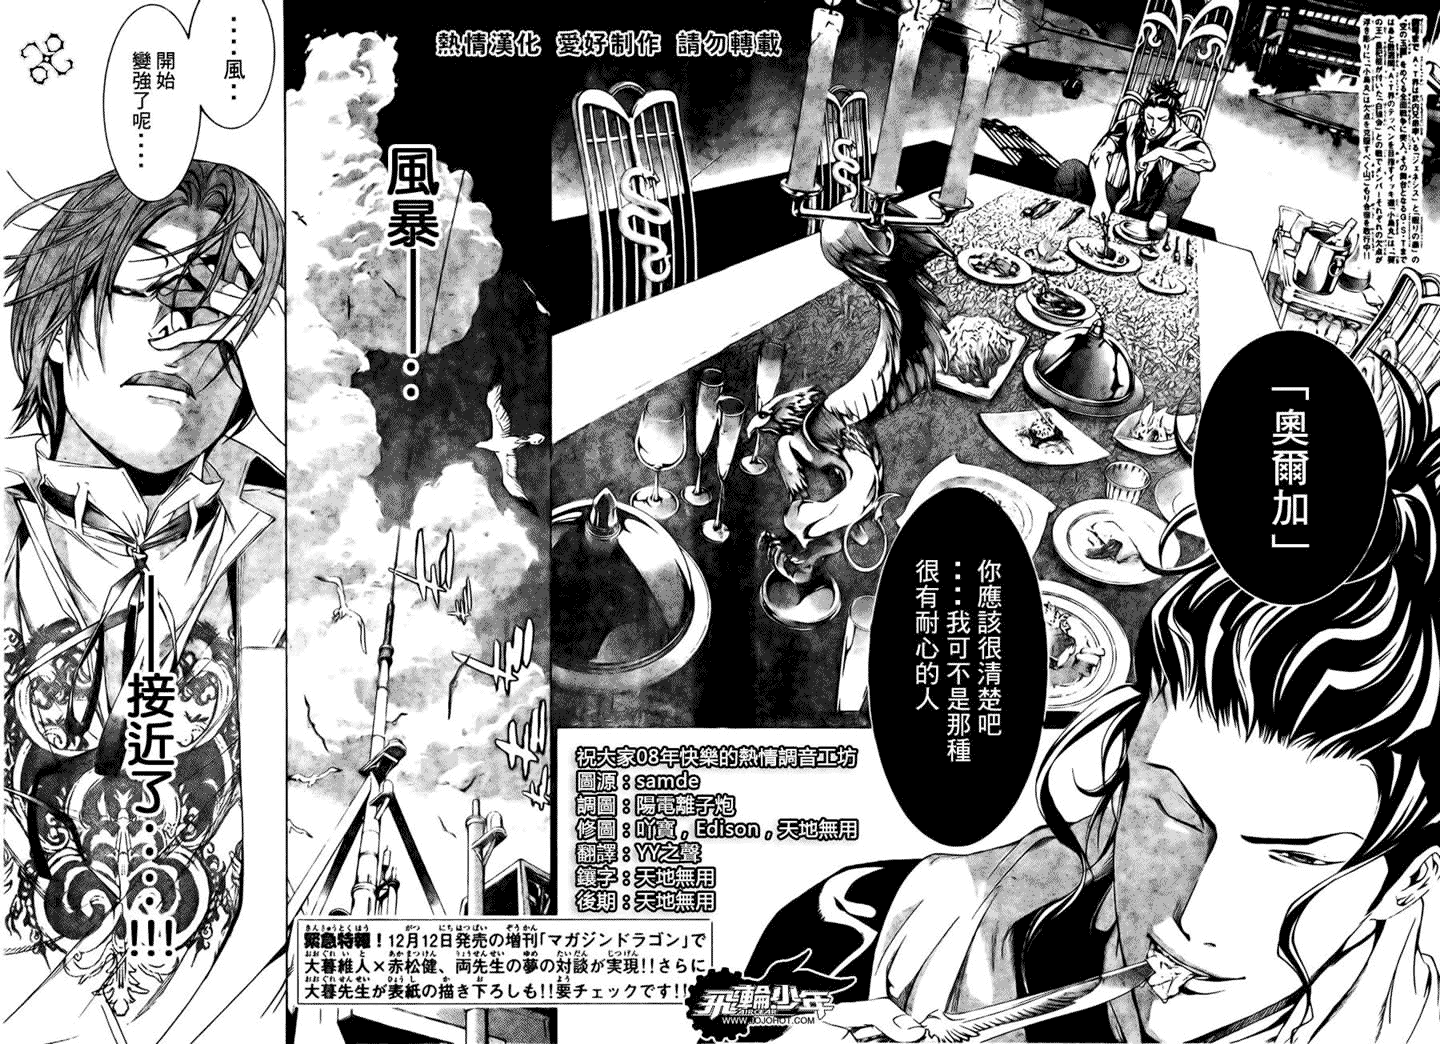 熱情漢化 愛好制作 請勿轉載
「奧爾加」
你應該很清楚吧
....我可不是那種
很有耐心的人
風暴——...
....風..
開始
變強了呢....
——接近了.....!!!
祝大家08年快樂的熱情調音工坊
圖源：samde
調圖：陽電離子炮
修圖：吖寶，Edison，天地無用
翻譯：YY之聲
鑲字：天地無用
後期：天地無用
緊急特報！12月12日発売の増刊「マガジンドラゴン」で
大暮維人×赤松健、両先生の夢の対談が実現!!さらに
大暮先生が表紙の描き下ろしも!!要チェックです!!
飛輪少年
AIRGEAR
WWW.JOJOHOT.COM